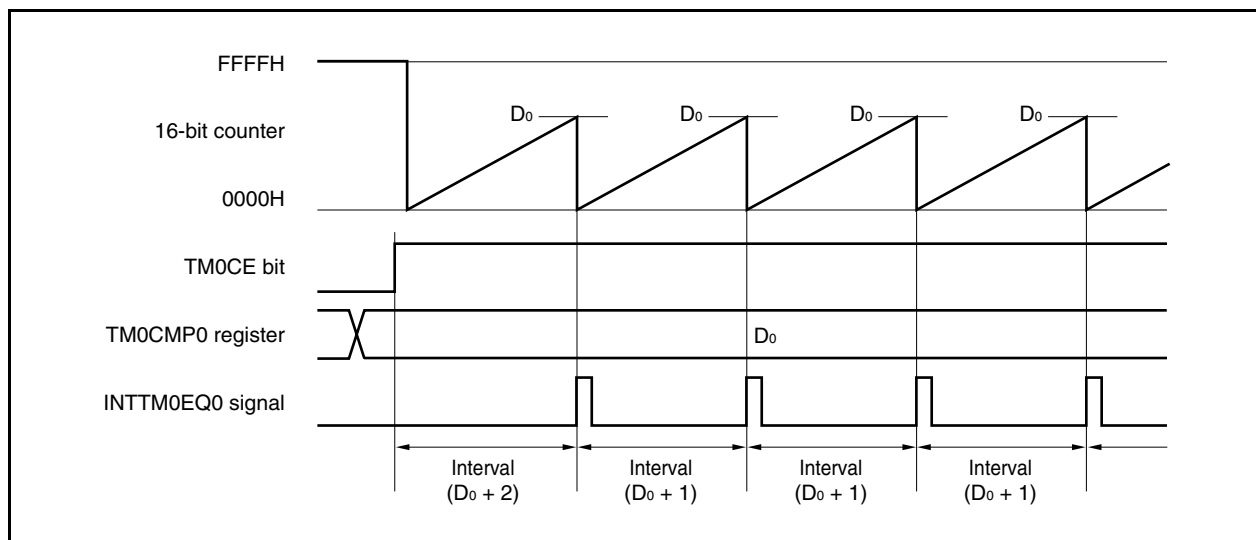 FFFFH
D0 D0 D0 D0
16-bit counter
0000H
TM0CE bit
TM0CMP0 register
D0
INTTM0EQ0 signal
Interval Interval Interval Interval
(D0 + 2) (D0 + 1) (D0 + 1) (D0 + 1)